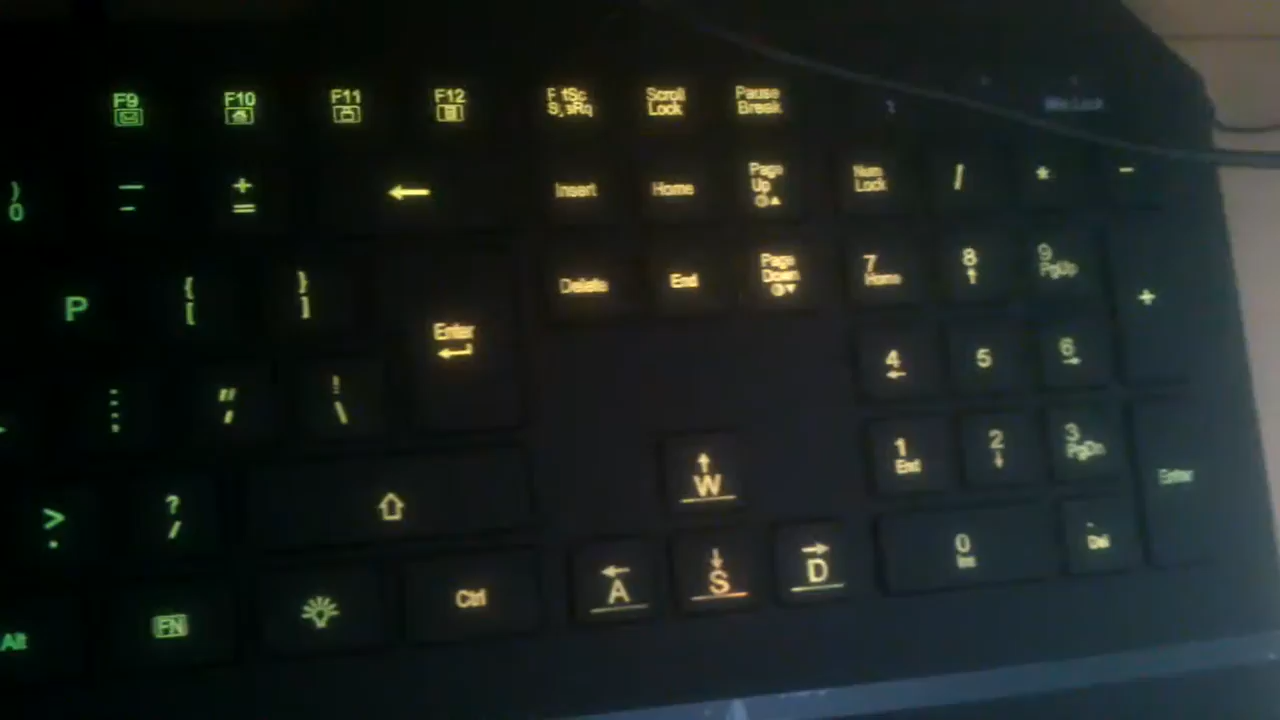 F9 F10 F11 F12 Scroll Lock Pause Break
) 0 — - + = ← Insert Home Page Up Num Lock / * -
P { [ } ] Enter Delete End Page Down 7 Home 8 ↑ 9 PgUp +
4 ← 5 6 →
: ; " ' ! \
↑ W 1 End 2 ↓ 3 PgDn Enter
> . ? / ⇧
← A ↓ S → D 0 Ins . Del
Alt FN Ctrl